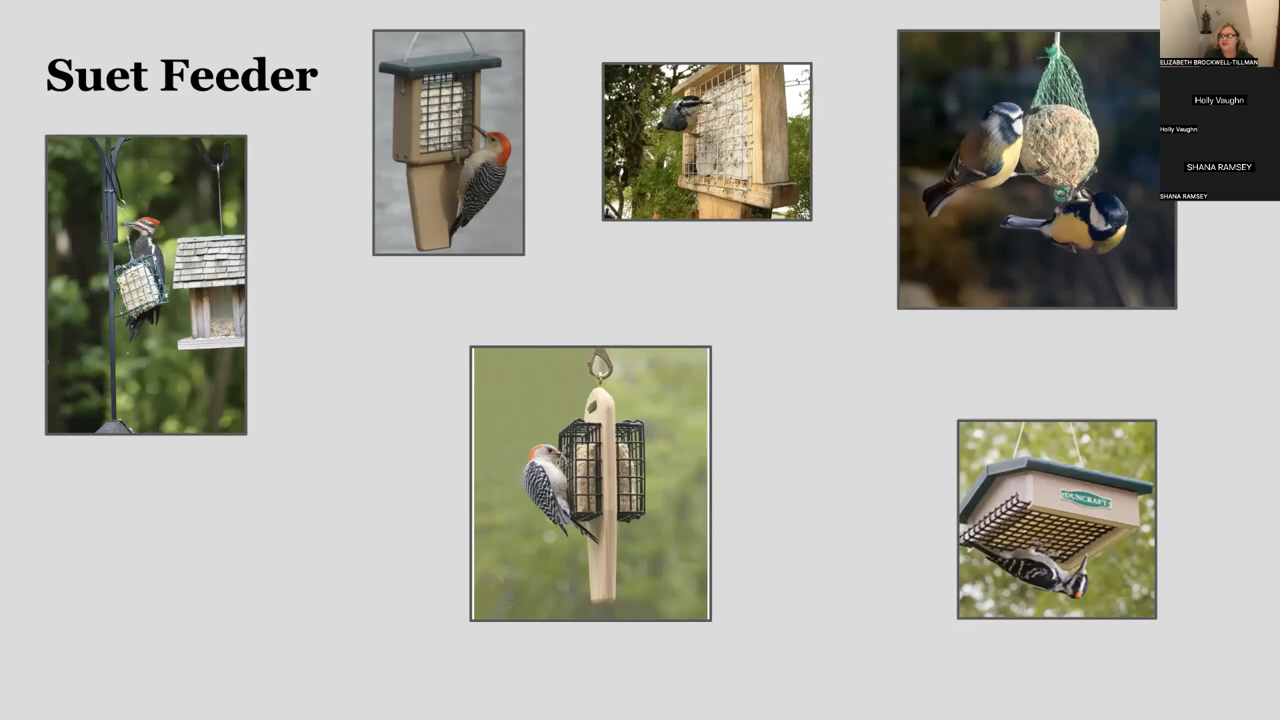 Suet Feeder
ELIZABETH BROCKWELL-TILLMAN
Holly Vaughn
Holly Vaughn
SHANA RAMSEY
SHANA RAMSEY
DUNCRAFT